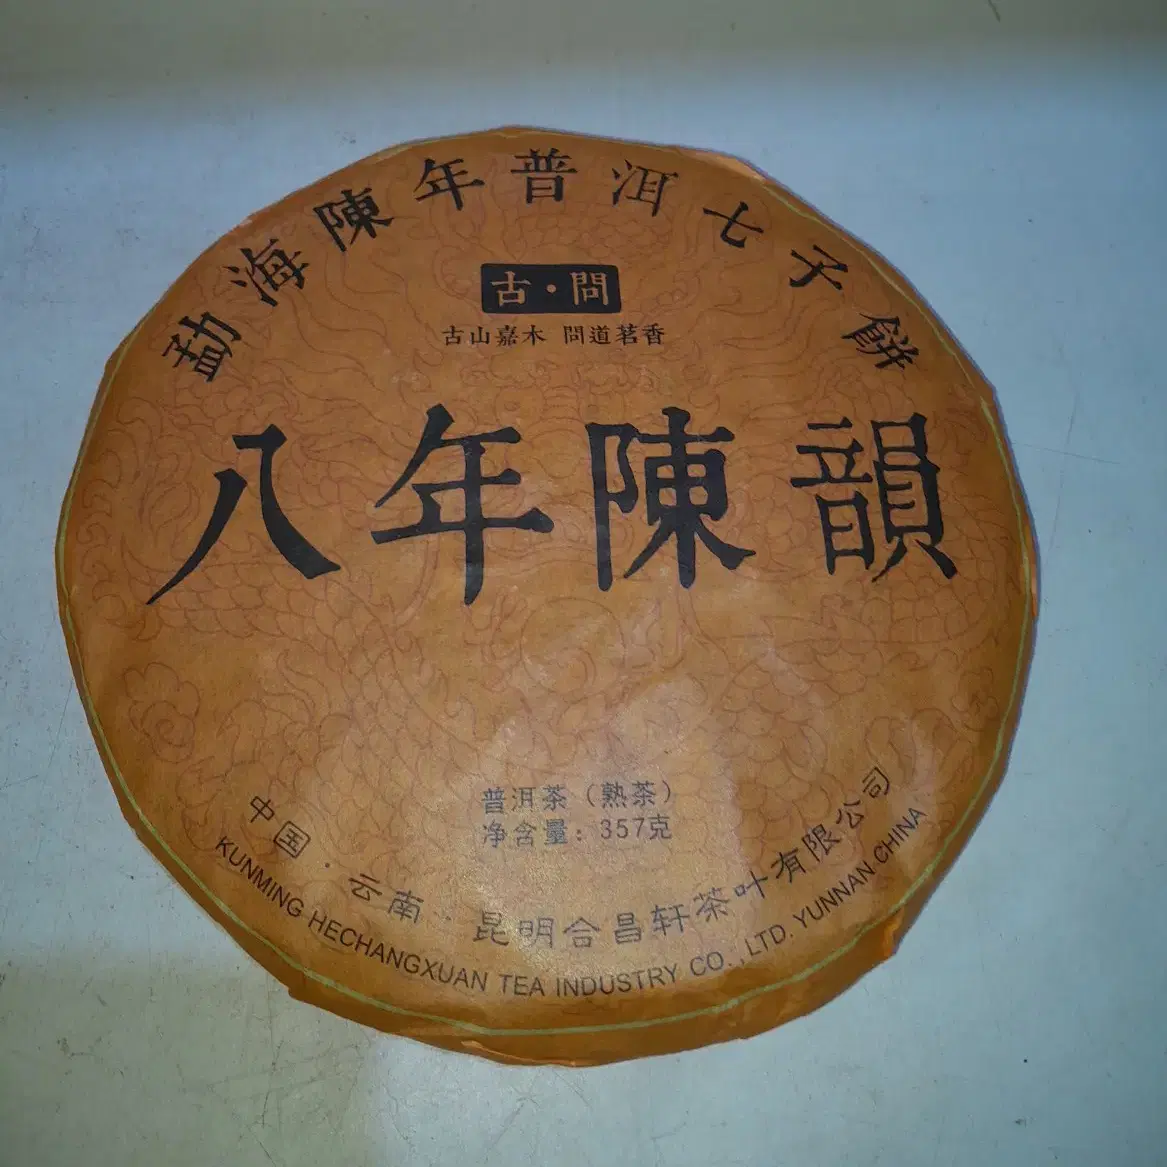 勐海陳年普洱七子餅
古·問
古山嘉木 問道茗香
八年陳韻
普洱茶（熟茶）
净含量：357克
中国·云南·昆明合昌轩茶叶有限公司
KUNMING HECHANGXUAN TEA INDUSTRY CO.,LTD. YUNNAN.CHINA